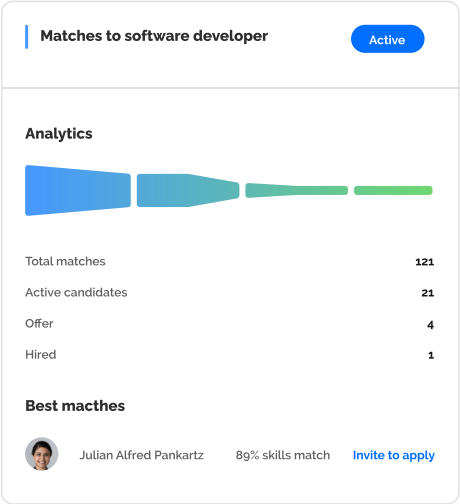 Matches to software developer
Active
Analytics
Total matches 121
Active candidates 21
Offer 4
Hired 1
Best macthes
Julian Alfred Pankartz 89% skills match Invite to apply